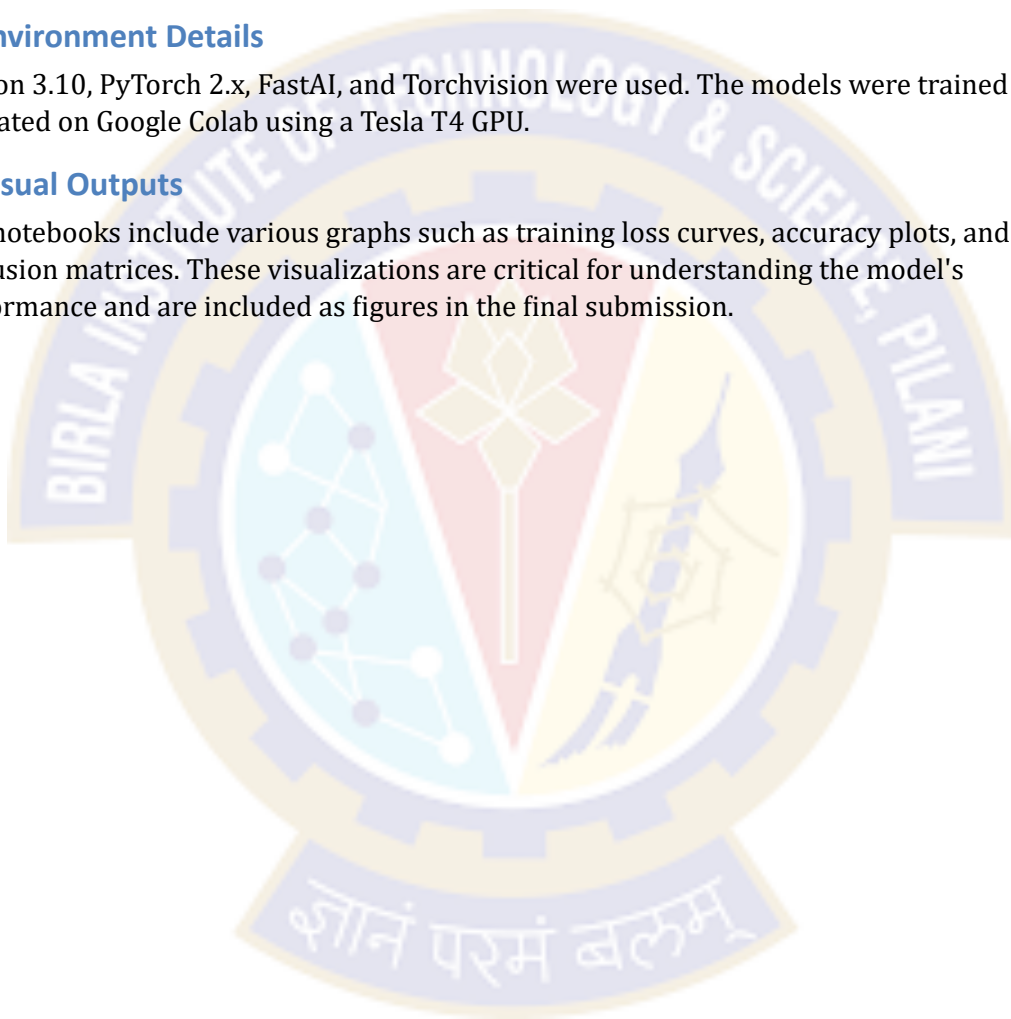 nvironment Details
on 3.10, PyTorch 2.x, FastAI, and Torchvision were used. The models were trained
ated on Google Colab using a Tesla T4 GPU.
sual Outputs
notebooks include various graphs such as training loss curves, accuracy plots, and
usion matrices. These visualizations are critical for understanding the model's
ormance and are included as figures in the final submission.
BIRLA INSTITUTE OF TECHNOLOGY & SCIENCE, PILANI
ज्ञानं परमं बलम्